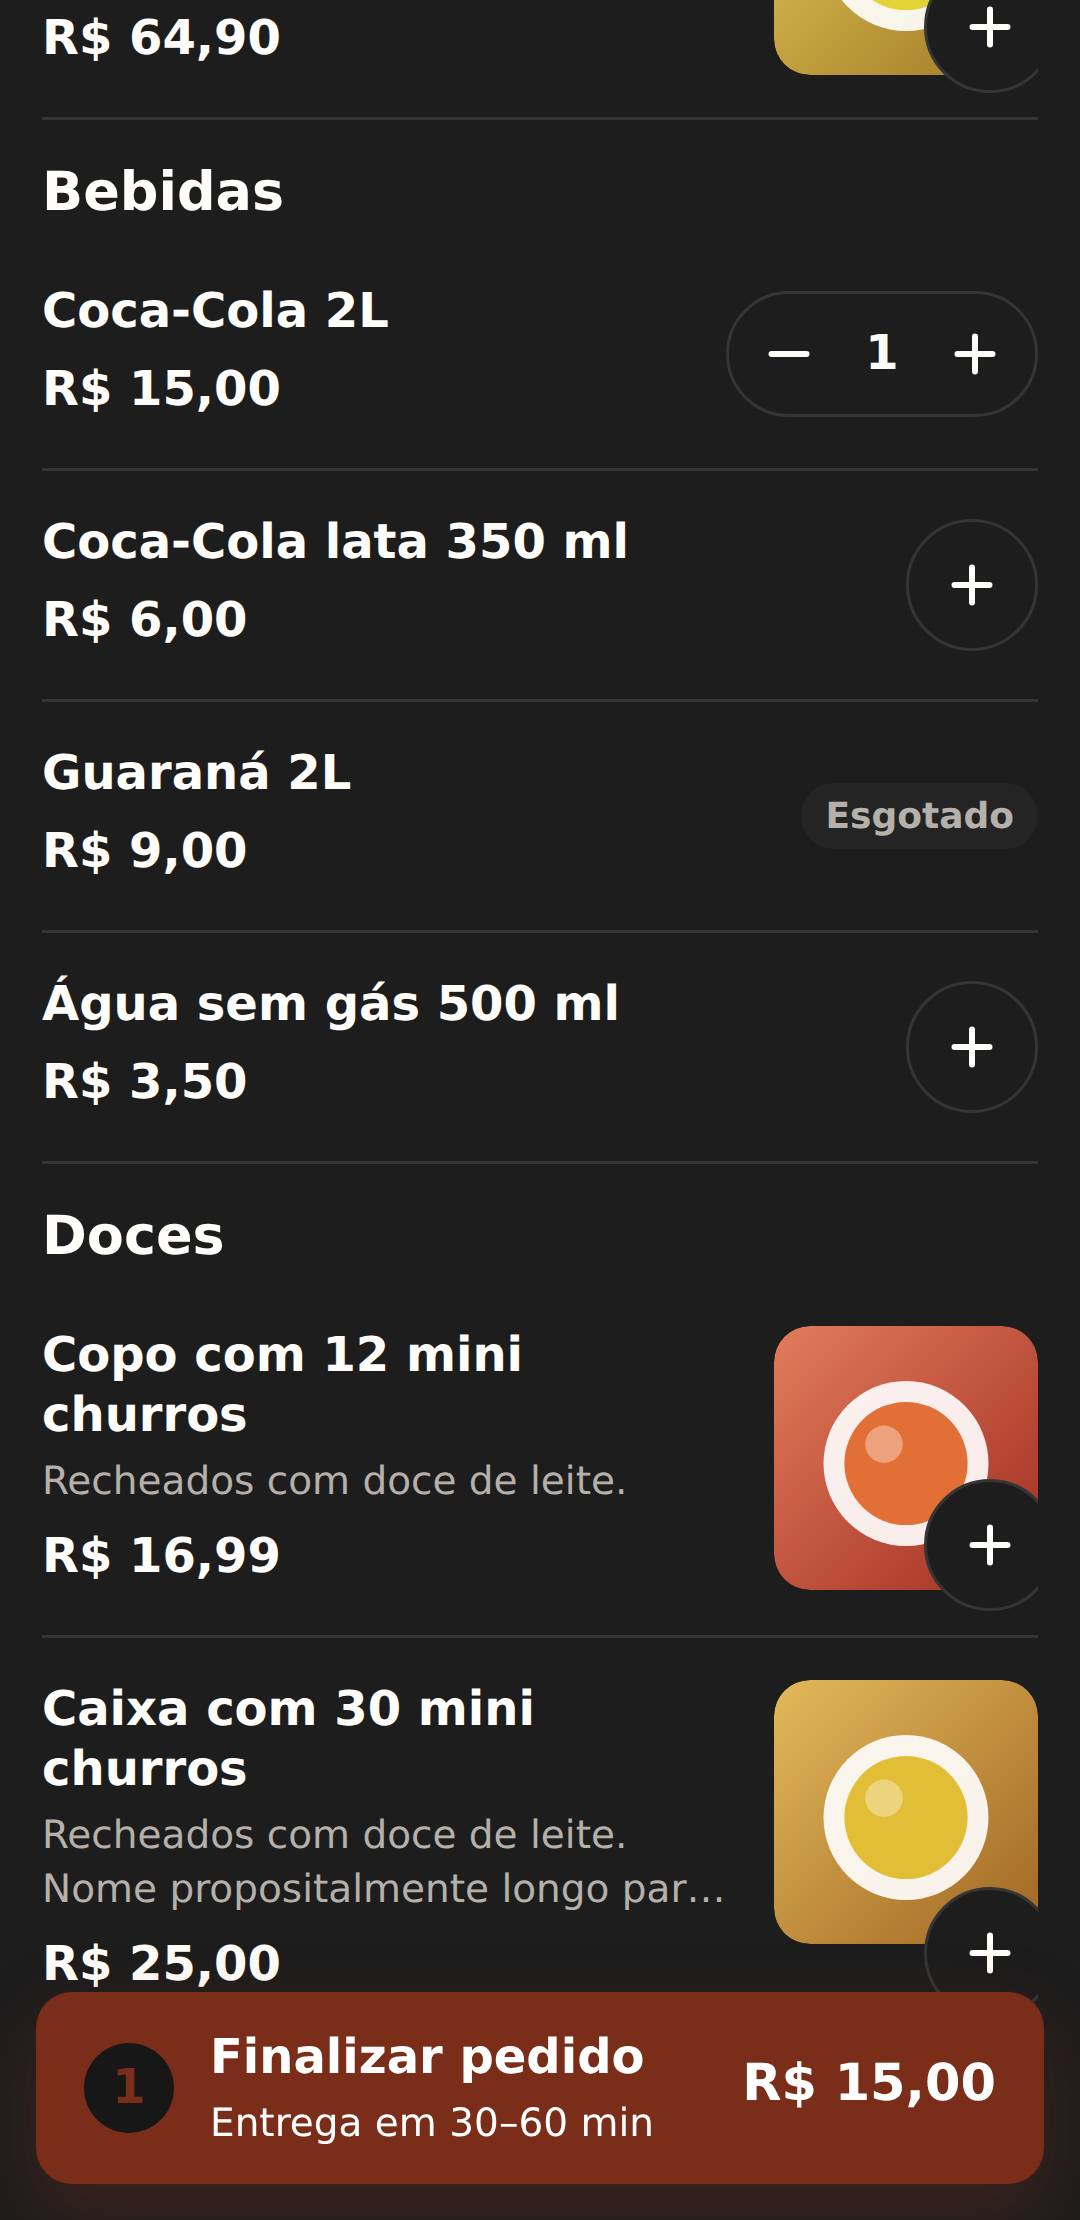 R$ 64,90
Bebidas
Coca-Cola 2L
R$ 15,00
1
Coca-Cola lata 350 ml
R$ 6,00
Guaraná 2L
R$ 9,00
Esgotado
Água sem gás 500 ml
R$ 3,50
Doces
Copo com 12 mini
churros
Recheados com doce de leite.
R$ 16,99
Caixa com 30 mini
churros
Recheados com doce de leite.
Nome propositalmente longo par…
R$ 25,00
1
Finalizar pedido
Entrega em 30–60 min
R$ 15,00